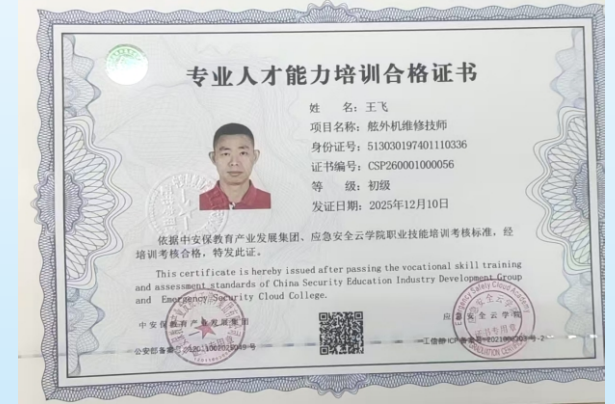 专业人才能力培训合格证书
姓 名：王飞
项目名称：舷外机维修技师
身份证号：513030197401110336
证书编号：CSP260001000056
等 级：初级
发证日期：2025年12月10日
依据中安保教育产业发展集团、应急安全云学院职业技能培训考核标准，经
培训考核合格，特发此证。
This certificate is hereby issued after passing the vocational skill training
and assessment standards of China Security Education Industry Development Group
and Emergency Security Cloud College.
中安保教育产业发展集团
应急安全云学院
公安部备案号